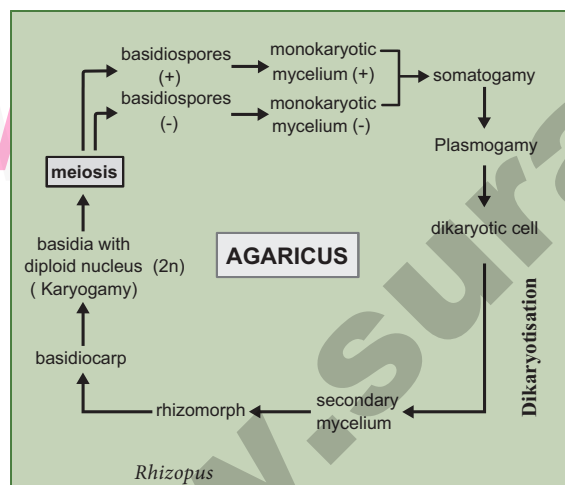 basidiospores
(+)
monokaryotic
mycelium (+)
basidiospores
(-)
monokaryotic
mycelium (-)
somatogamy
Plasmogamy
dikaryotic cell
Dikaryotisation
secondary
mycelium
rhizomorph
basidiocarp
basidia with
diploid nucleus (2n)
( Karyogamy)
meiosis
AGARICUS
Rhizopus
.sura